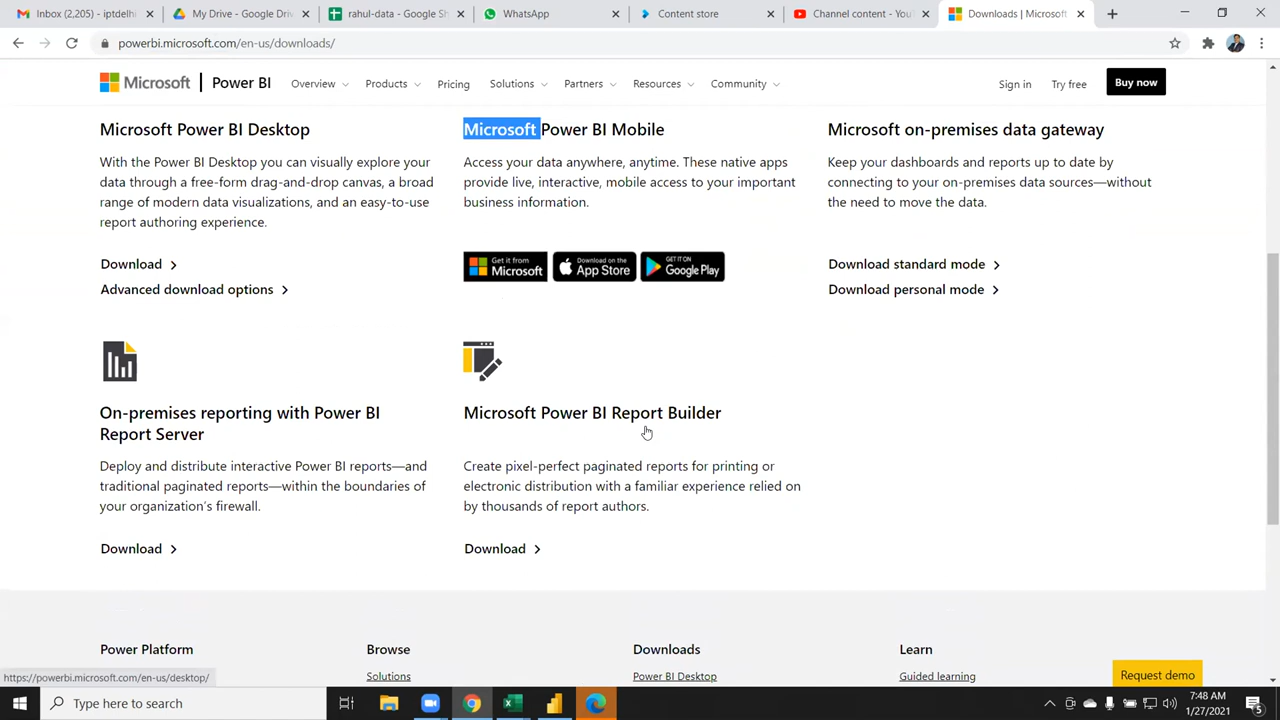 Inbox (2,205) - iptdelhi
My Drive - Google Driv
rahul-data - Google Sh
WhatsApp
Content store
Channel content - You
Downloads | Microsoft
powerbi.microsoft.com/en-us/downloads/
Microsoft | Power BI
Overview
Products
Pricing
Solutions
Partners
Resources
Community
Sign in
Try free
Buy now
Microsoft Power BI Desktop
With the Power BI Desktop you can visually explore your
data through a free-form drag-and-drop canvas, a broad
range of modern data visualizations, and an easy-to-use
report authoring experience.
Download
Advanced download options
Microsoft Power BI Mobile
Access your data anywhere, anytime. These native apps
provide live, interactive, mobile access to your important
business information.
Get it from
Microsoft
Download on the
App Store
GET IT ON
Google Play
Microsoft on-premises data gateway
Keep your dashboards and reports up to date by
connecting to your on-premises data sources—without
the need to move the data.
Download standard mode
Download personal mode
On-premises reporting with Power BI
Report Server
Deploy and distribute interactive Power BI reports—and
traditional paginated reports—within the boundaries of
your organization's firewall.
Download
Microsoft Power BI Report Builder
Create pixel-perfect paginated reports for printing or
electronic distribution with a familiar experience relied on
by thousands of report authors.
Download
Power Platform
Browse
Solutions
Downloads
Power BI Desktop
Learn
Guided learning
Request demo
https://powerbi.microsoft.com/en-us/desktop/
Type here to search
7:48 AM
1/27/2021
5